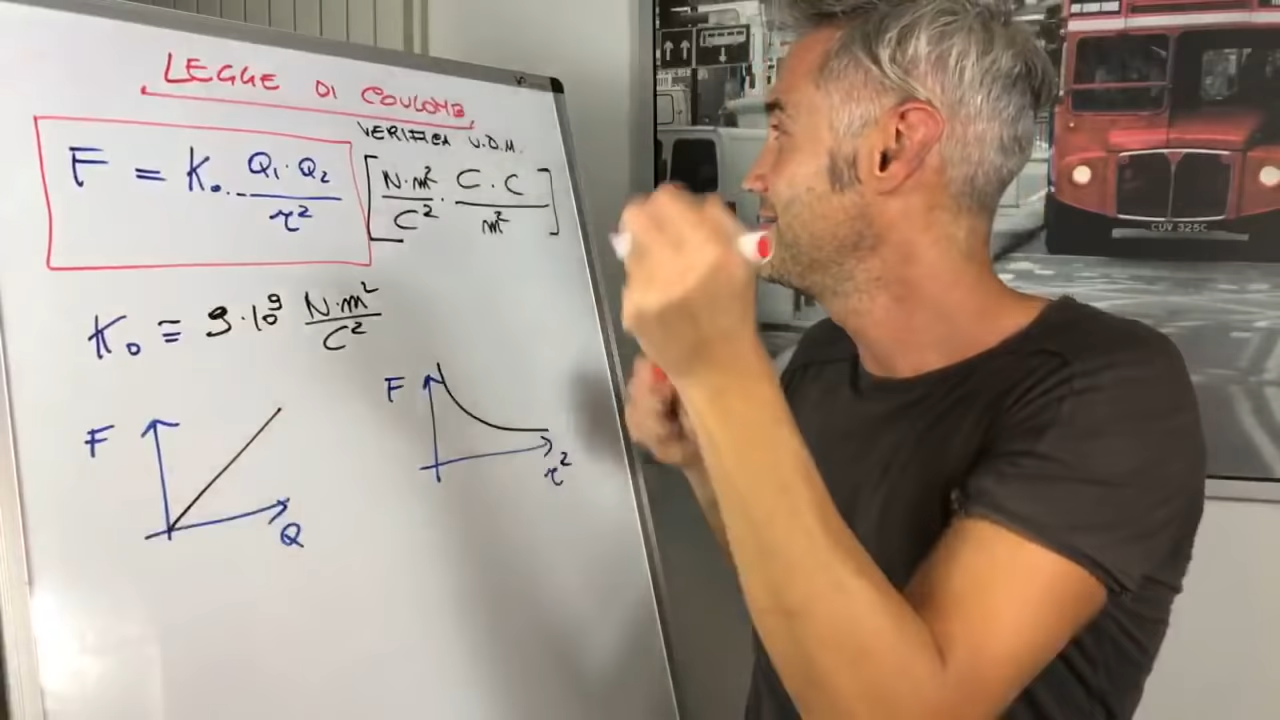 LEGGE DI COULOMB
VERIFICA U.D.M.
F = K₀ · Q₁·Q₂ / r²
[N·m² / C² · C·C / m²]
K₀ ≡ 9·10⁹ N·m² / C²
F
Q
F
r²
CUV 325C